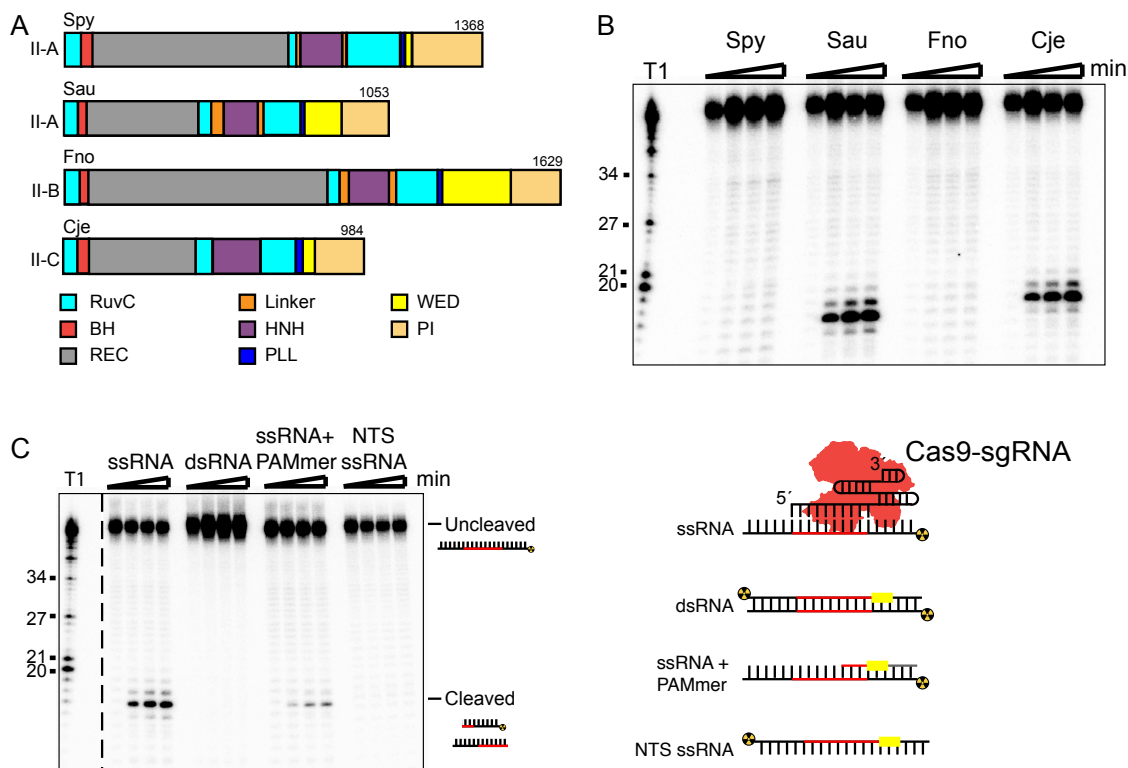 A
Spy
1368
II-A
Sau
1053
II-A
Fno
1629
II-B
Cje
984
II-C
RuvC
Linker
WED
BH
HNH
PI
REC
PLL
B
Spy Sau Fno Cje
T1
min
34
27
21
20
C
ssRNA dsRNA ssRNA+ PAMmer NTS ssRNA
T1
min
Uncleaved
34
27
21
20
Cleaved
Cas9-sgRNA
3´
5´
ssRNA
dsRNA
ssRNA +
PAMmer
NTS ssRNA